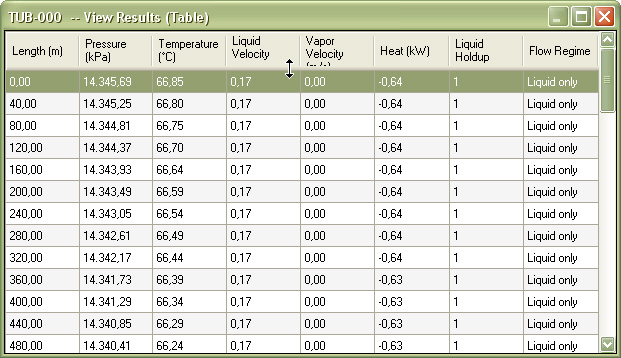 TUB-000 -- View Results (Table)
Length (m) Pressure (kPa) Temperature (°C) Liquid Velocity Vapor Velocity Heat (kW) Liquid Holdup Flow Regime
0,00 14.345,69 66,85 0,17 0,00 -0,64 1 Liquid only
40,00 14.345,25 66,80 0,17 0,00 -0,64 1 Liquid only
80,00 14.344,81 66,75 0,17 0,00 -0,64 1 Liquid only
120,00 14.344,37 66,70 0,17 0,00 -0,64 1 Liquid only
160,00 14.343,93 66,64 0,17 0,00 -0,64 1 Liquid only
200,00 14.343,49 66,59 0,17 0,00 -0,64 1 Liquid only
240,00 14.343,05 66,54 0,17 0,00 -0,64 1 Liquid only
280,00 14.342,61 66,49 0,17 0,00 -0,64 1 Liquid only
320,00 14.342,17 66,44 0,17 0,00 -0,64 1 Liquid only
360,00 14.341,73 66,39 0,17 0,00 -0,63 1 Liquid only
400,00 14.341,29 66,34 0,17 0,00 -0,63 1 Liquid only
440,00 14.340,85 66,29 0,17 0,00 -0,63 1 Liquid only
480,00 14.340,41 66,24 0,17 0,00 -0,63 1 Liquid only